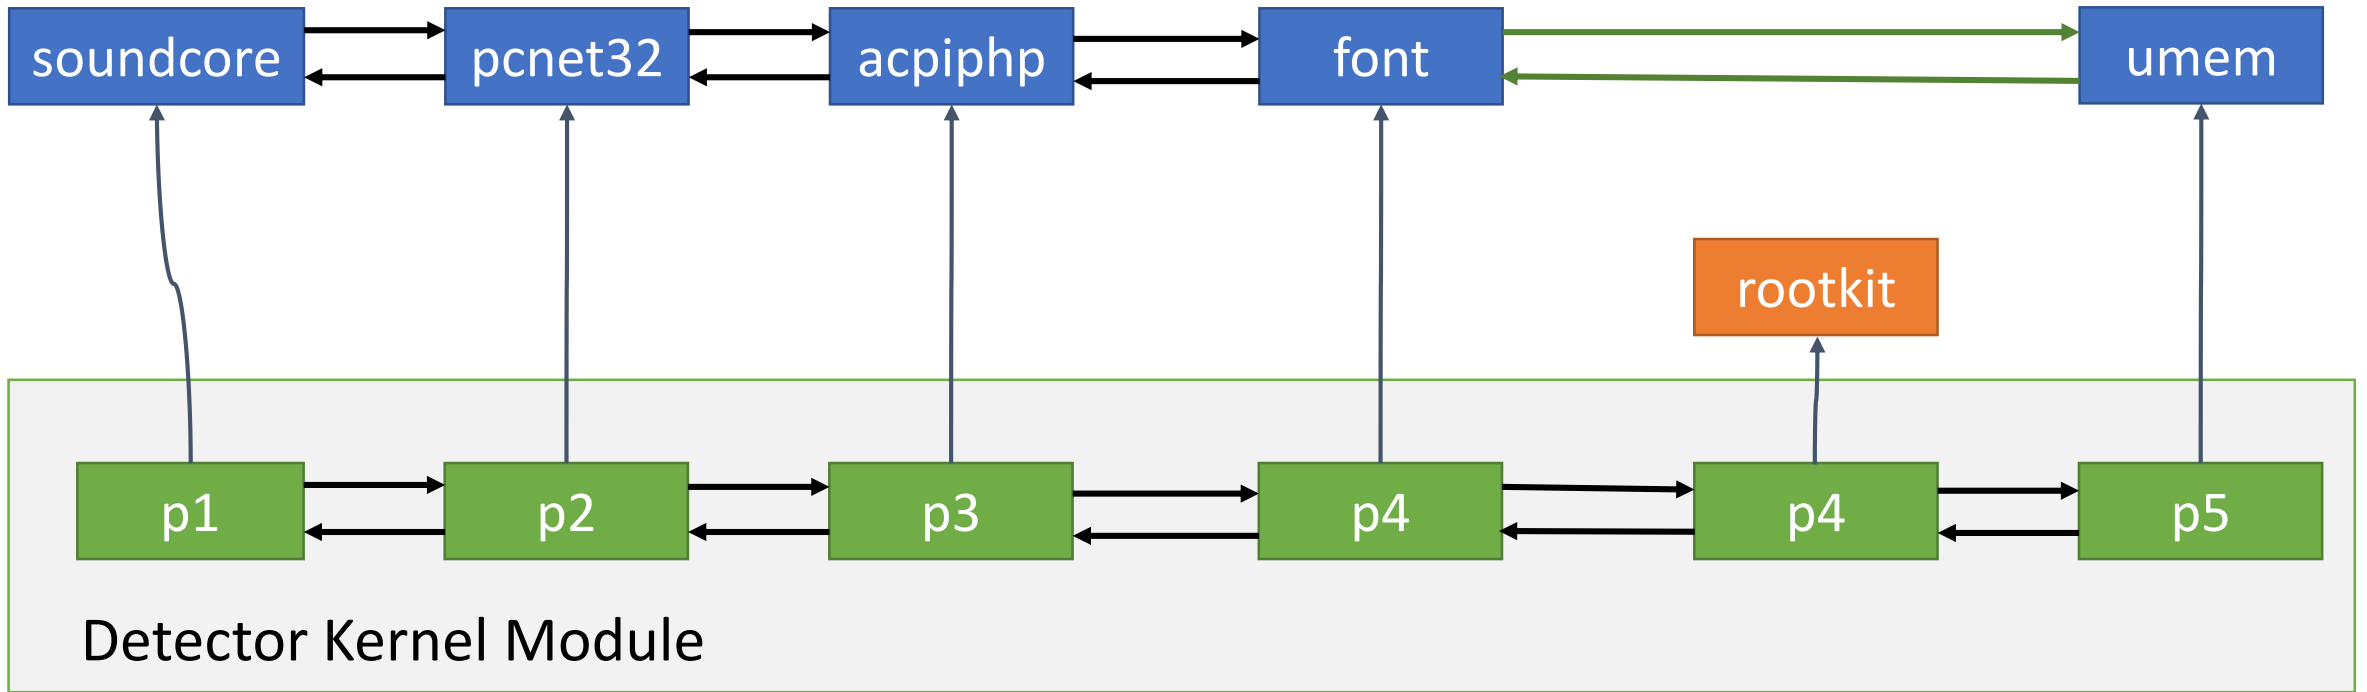 soundcore pcnet32 acpiphp font umem
rootkit
p1 p2 p3 p4 p4 p5
Detector Kernel Module